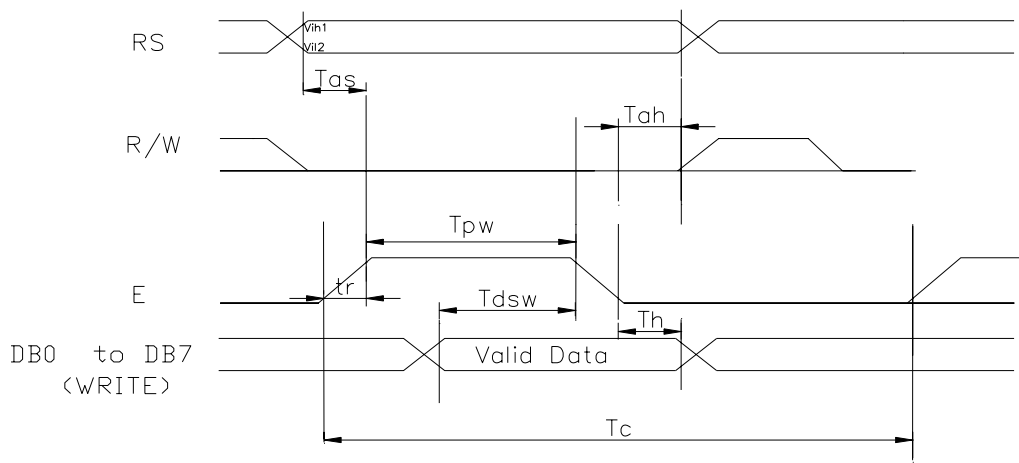 RS
Vih1
Vil2
Tas
Tah
R/W
Tpw
E
tr
Tdsw
Th
DB0 to DB7
(WRITE)
Valid Data
Tc